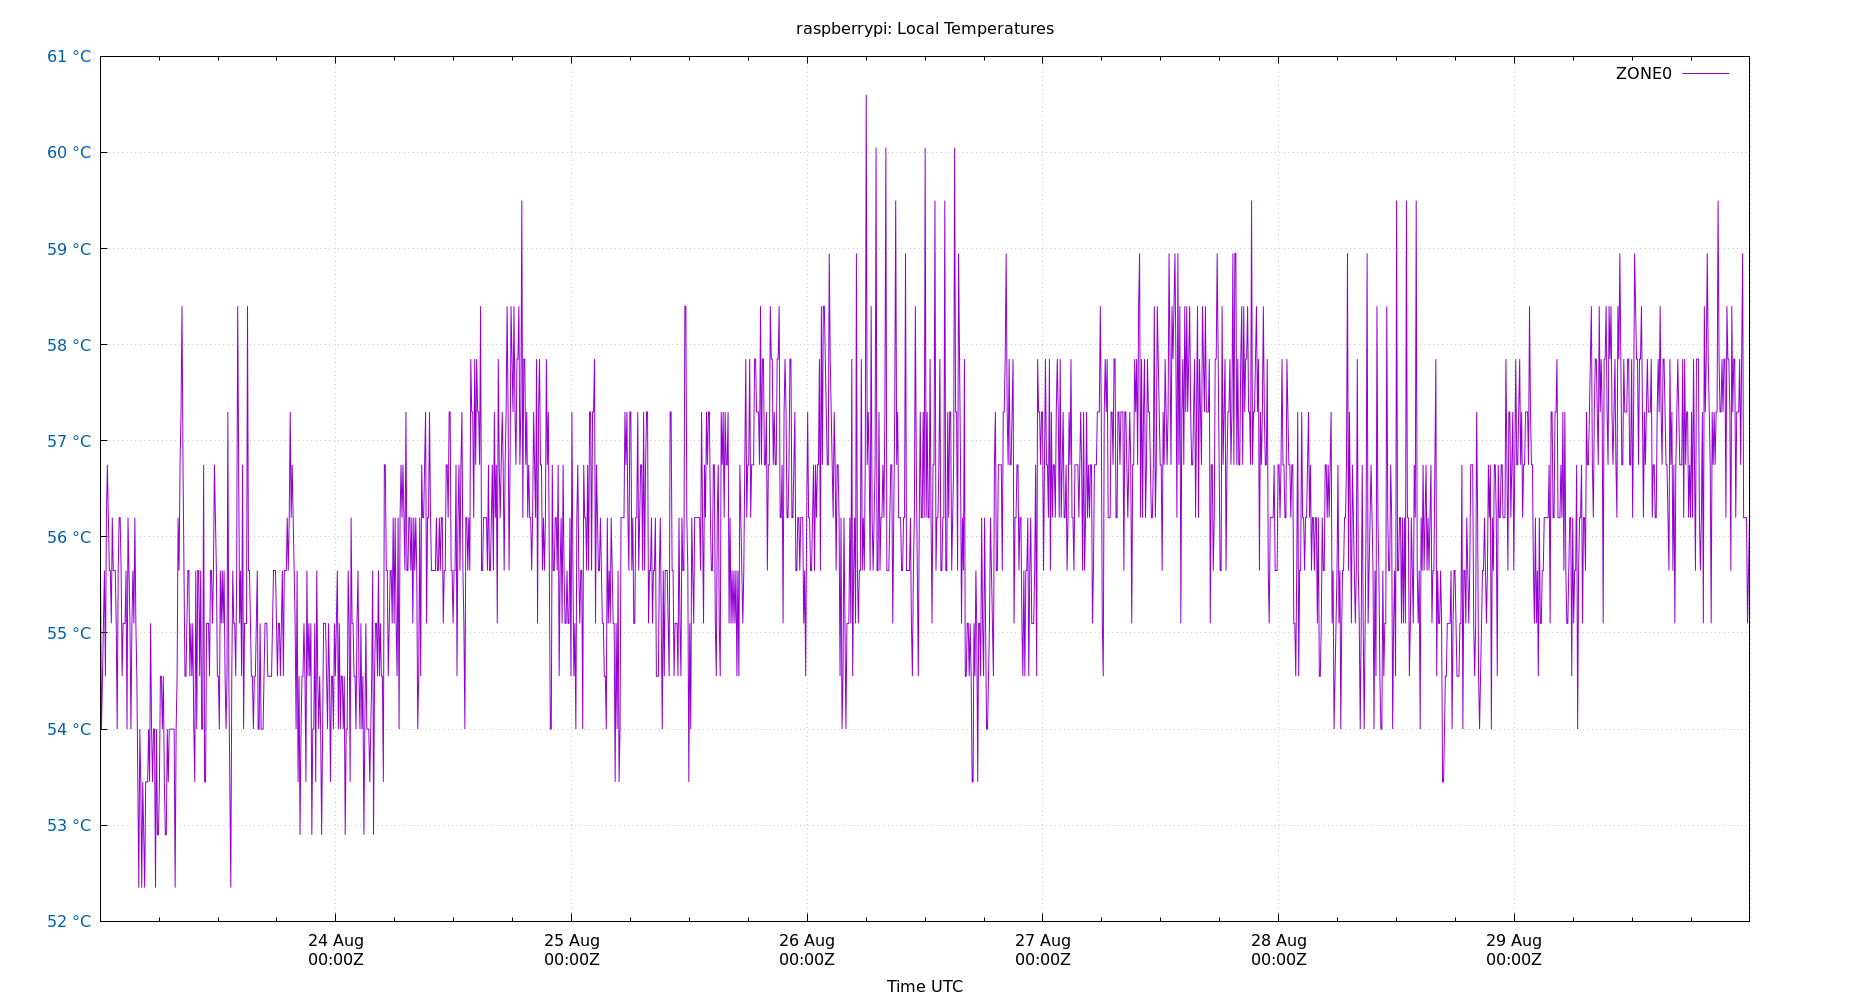 raspberrypi: Local Temperatures
ZONE0
61 °C
60 °C
59 °C
58 °C
57 °C
56 °C
55 °C
54 °C
53 °C
52 °C
24 Aug
00:00Z
25 Aug
00:00Z
26 Aug
00:00Z
27 Aug
00:00Z
28 Aug
00:00Z
29 Aug
00:00Z
Time UTC